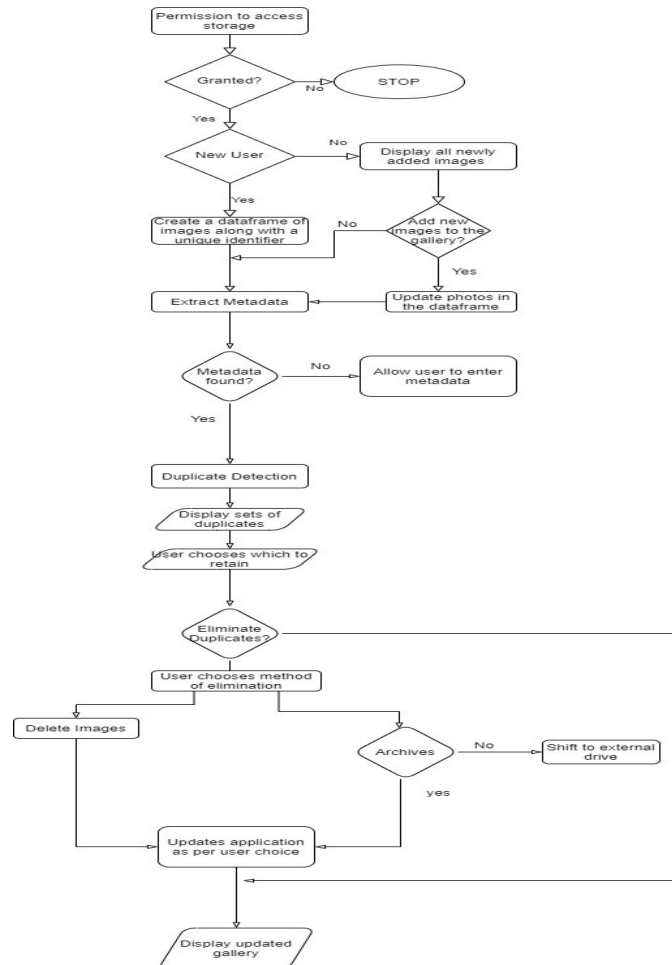 Permission to access
storage
Granted?
No
STOP
Yes
New User
No
Display all newly
added images
Yes
Create a dataframe of
images along with a
unique identifier
No
Add new
images to the
gallery?
Yes
Extract Metadata
Update photos in
the dataframe
Metadata
found?
No
Allow user to enter
metadata
Yes
Duplicate Detection
Display sets of
duplicates
User chooses which to
retain
Eliminate
Duplicates?
User chooses method
of elimination
Delete Images
Archives
No
Shift to external
drive
yes
Updates application
as per user choice
Display updated
gallery